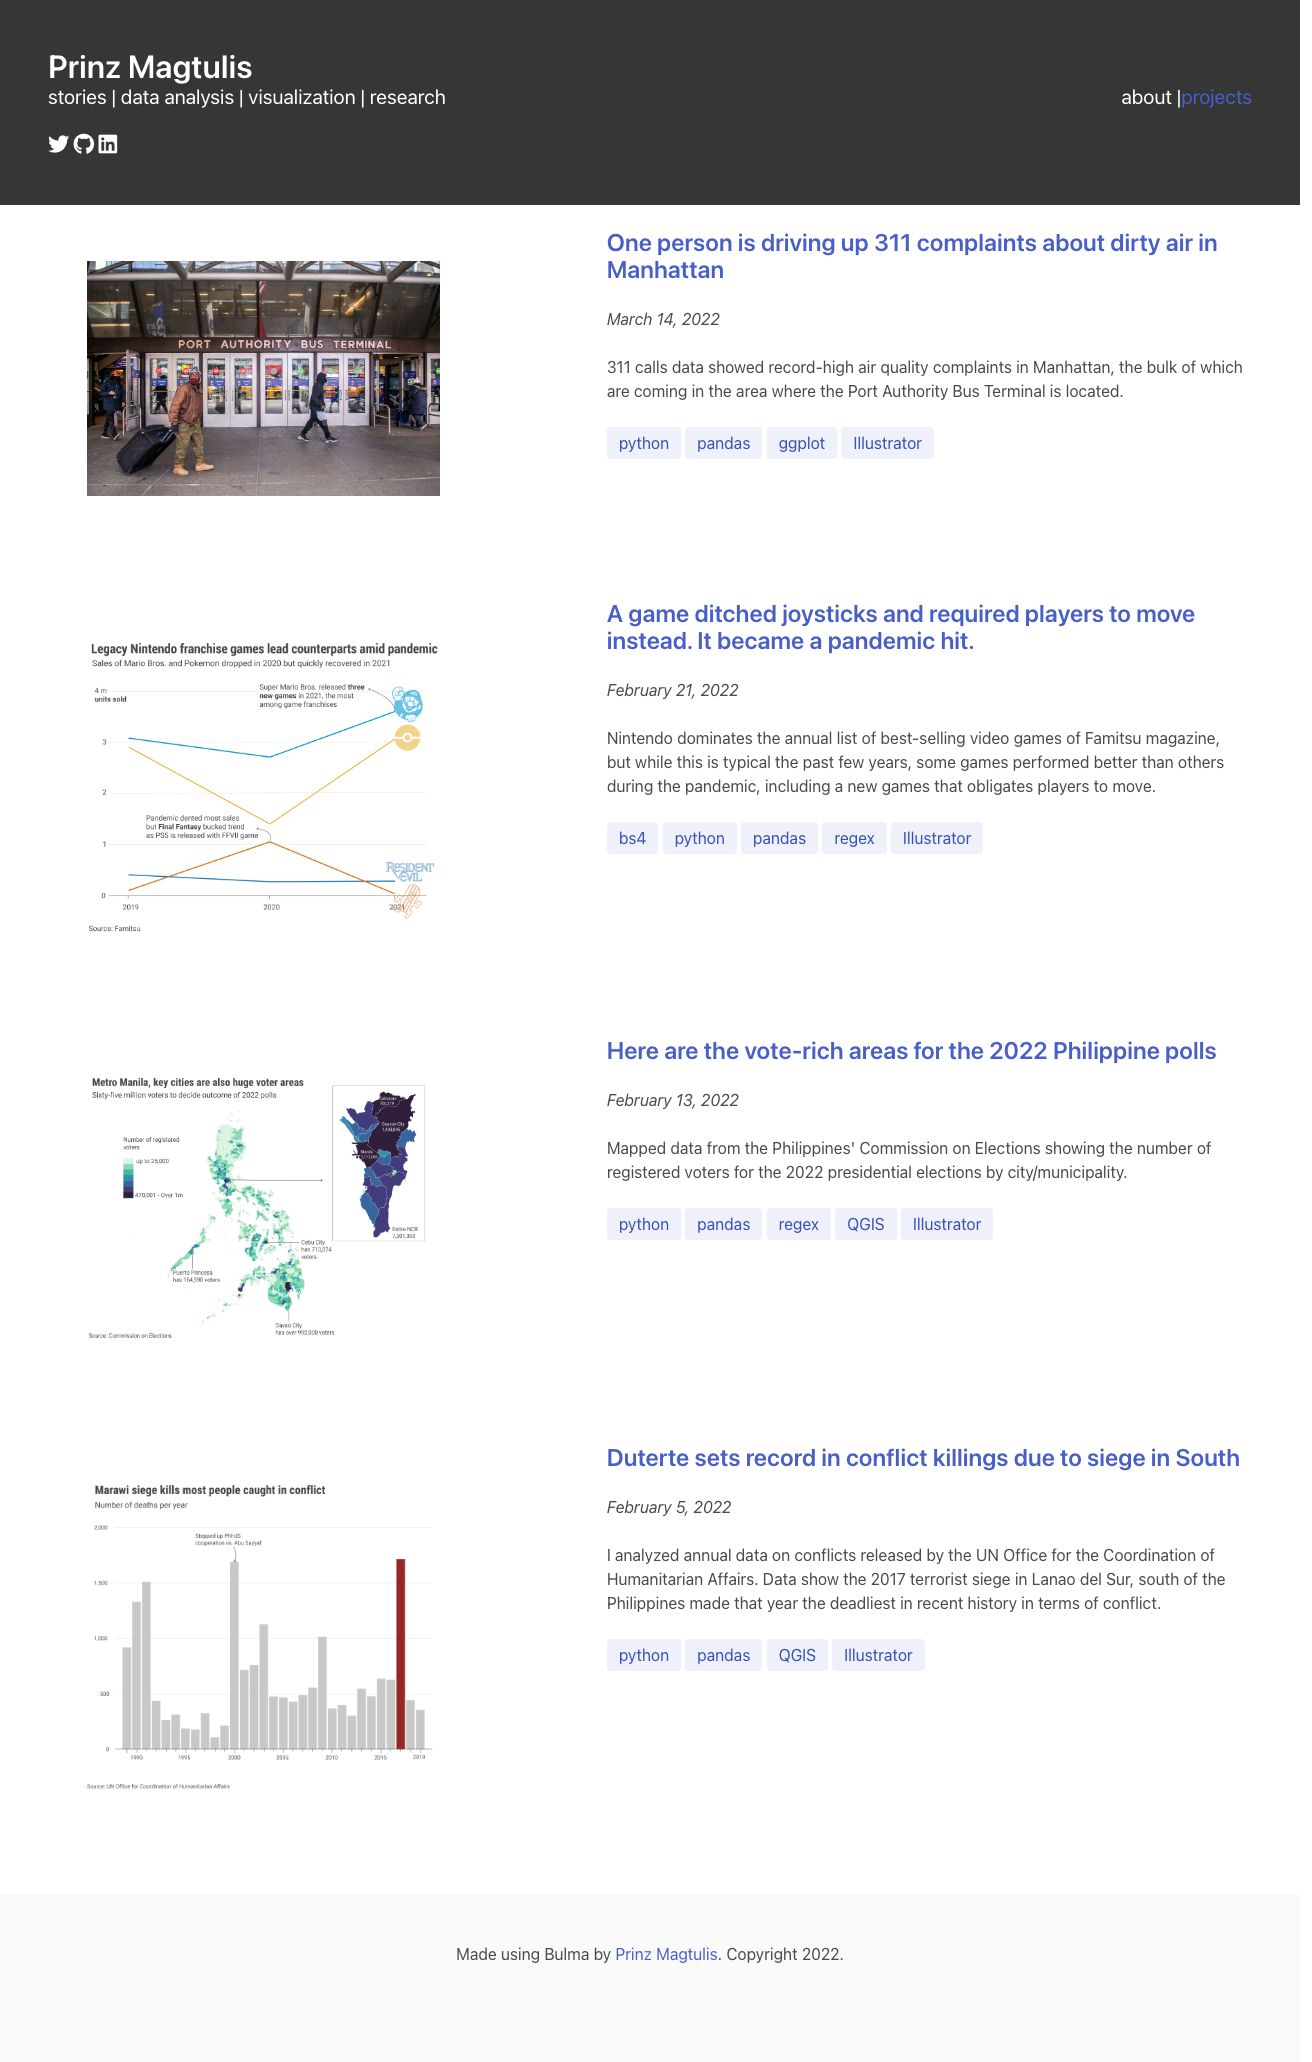 Prinz Magtulis
stories | data analysis | visualization | research
about |projects
PORT AUTHORITY BUS TERMINAL
One person is driving up 311 complaints about dirty air in
Manhattan
March 14, 2022
311 calls data showed record-high air quality complaints in Manhattan, the bulk of which
are coming in the area where the Port Authority Bus Terminal is located.
python pandas ggplot Illustrator
Legacy Nintendo franchise games lead counterparts amid pandemic
Sales of Mario Bros. and Pokemon dropped in 2020 but quickly recovered in 2021
4 m
units sold
Super Mario Bros. released three
new games in 2021, the most
among game franchises
3
2
Pandemic dented most sales
but Final Fantasy bucked trend
as PS5 is released with FFVII game
1
RESIDENT
EVIL
0
2019 2020 2021
Source: Famitsu
A game ditched joysticks and required players to move
instead. It became a pandemic hit.
February 21, 2022
Nintendo dominates the annual list of best-selling video games of Famitsu magazine,
but while this is typical the past few years, some games performed better than others
during the pandemic, including a new games that obligates players to move.
bs4 python pandas regex Illustrator
Metro Manila, key cities are also huge voter areas
Sixty-five million voters to decide outcome of 2022 polls
Number of registered
voters
up to 25,000
470,001 - Over 1m
Quezon City
Manila
Entire NCR:
7,301,393
Cebu City
has 713,074
voters
Puerto Princesa
has 164,590 voters
Davao City
has over 992,000 voters
Source: Commission on Elections
Here are the vote-rich areas for the 2022 Philippine polls
February 13, 2022
Mapped data from the Philippines' Commission on Elections showing the number of
registered voters for the 2022 presidential elections by city/municipality.
python pandas regex QGIS Illustrator
Marawi siege kills most people caught in conflict
Number of deaths per year
2,000
Stepped up PH-US
cooperation vs. Abu Sayyaf
1,500
1,000
500
0
1990 1995 2000 2005 2010 2015 2019
Source: UN Office for Coordination of Humanitarian Affairs
Duterte sets record in conflict killings due to siege in South
February 5, 2022
I analyzed annual data on conflicts released by the UN Office for the Coordination of
Humanitarian Affairs. Data show the 2017 terrorist siege in Lanao del Sur, south of the
Philippines made that year the deadliest in recent history in terms of conflict.
python pandas QGIS Illustrator
Made using Bulma by Prinz Magtulis. Copyright 2022.